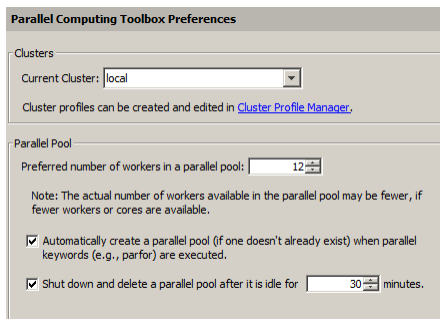 Parallel Computing Toolbox Preferences
Clusters
Current Cluster: local
Cluster profiles can be created and edited in Cluster Profile Manager.
Parallel Pool
Preferred number of workers in a parallel pool: 12
Note: The actual number of workers available in the parallel pool may be fewer, if
fewer workers or cores are available.
Automatically create a parallel pool (if one doesn't already exist) when parallel
keywords (e.g., parfor) are executed.
Shut down and delete a parallel pool after it is idle for 30 minutes.